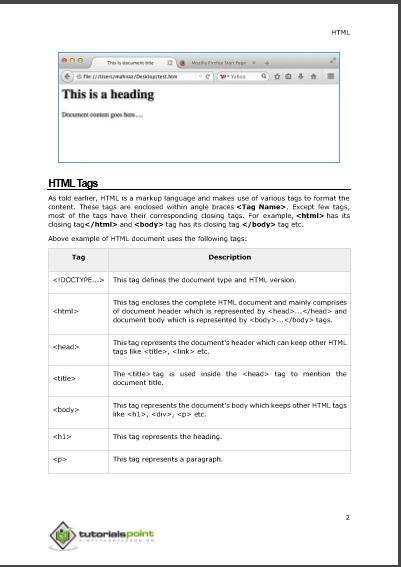 HTML
This is document title
Mozilla Firefox Start Page
file:///Users/mahnaz/Desktop/test.htm
Yahoo
This is a heading
Document content goes here.....
HTML Tags
As told earlier, HTML is a markup language and makes use of various tags to format the
content. These tags are enclosed within angle braces <Tag Name>. Except few tags,
most of the tags have their corresponding closing tags. For example, <html> has its
closing tag</html> and <body> tag has its closing tag </body> tag etc.
Above example of HTML document uses the following tags:
Tag Description
<!DOCTYPE...> This tag defines the document type and HTML version.
<html> This tag encloses the complete HTML document and mainly comprises
of document header which is represented by <head>...</head> and
document body which is represented by <body>...</body> tags.
<head> This tag represents the document's header which can keep other HTML
tags like <title>, <link> etc.
<title> The <title> tag is used inside the <head> tag to mention the
document title.
<body> This tag represents the document's body which keeps other HTML tags
like <h1>, <div>, <p> etc.
<h1> This tag represents the heading.
<p> This tag represents a paragraph.
2
tutorialspoint
SIMPLYEASYLEARNING